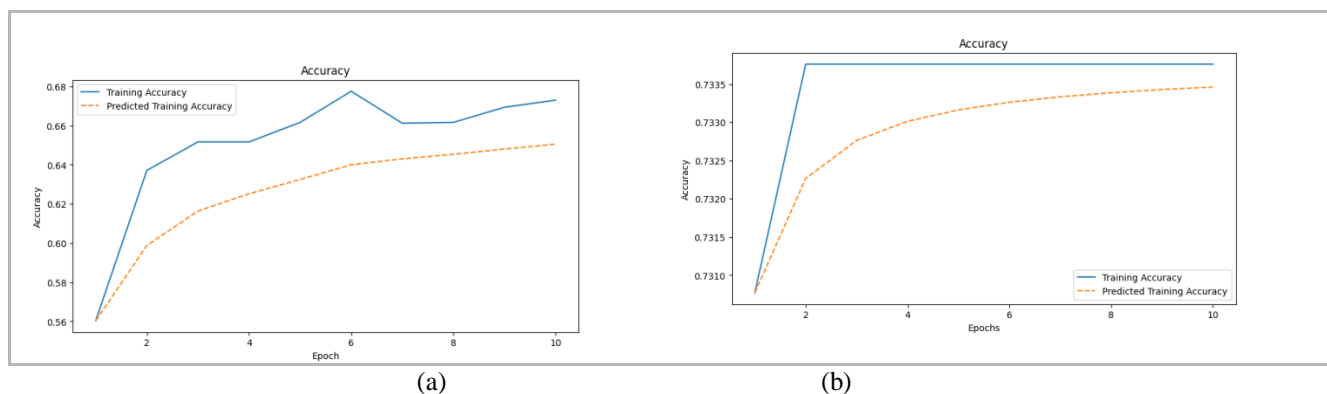 Accuracy
Training Accuracy
Predicted Training Accuracy
0.68
0.66
0.64
0.62
0.60
0.58
0.56
Accuracy
2
4
6
8
10
Epoch
(a)
Accuracy
0.7335
0.7330
0.7325
0.7320
0.7315
0.7310
Accuracy
Training Accuracy
Predicted Training Accuracy
2
4
6
8
10
Epochs
(b)